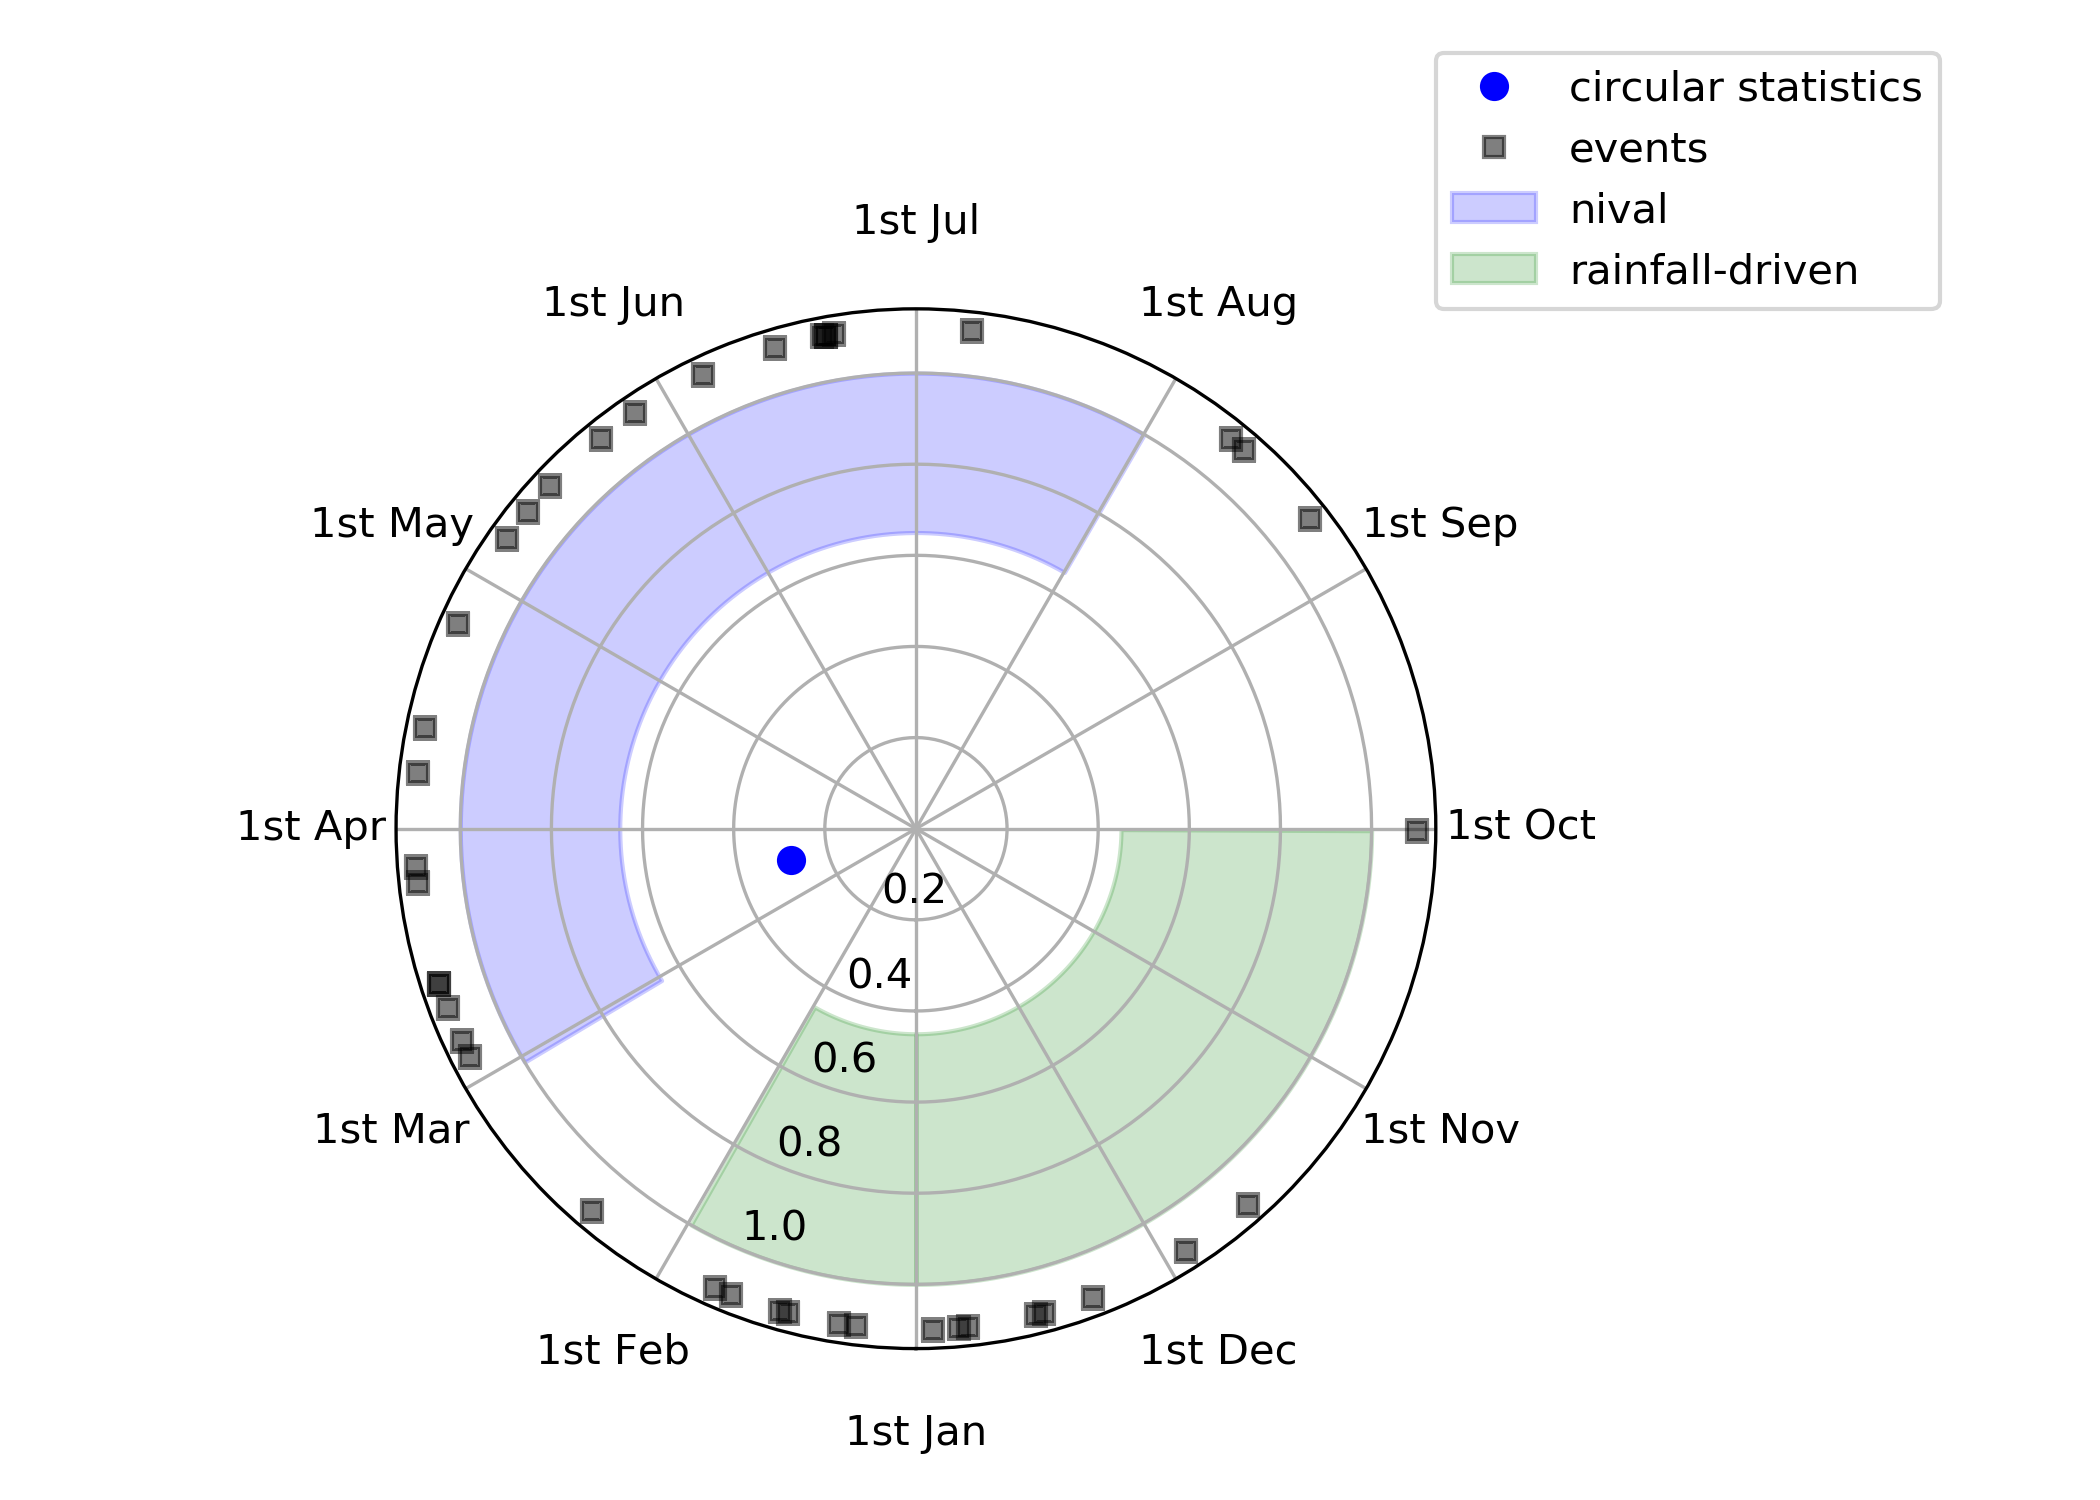 circular statistics
events
nival
rainfall-driven
1st Jul
1st Jun
1st Aug
1st May
1st Sep
1st Apr
1st Oct
0.2
0.4
0.6
0.8
1.0
1st Mar
1st Nov
1st Feb
1st Dec
1st Jan